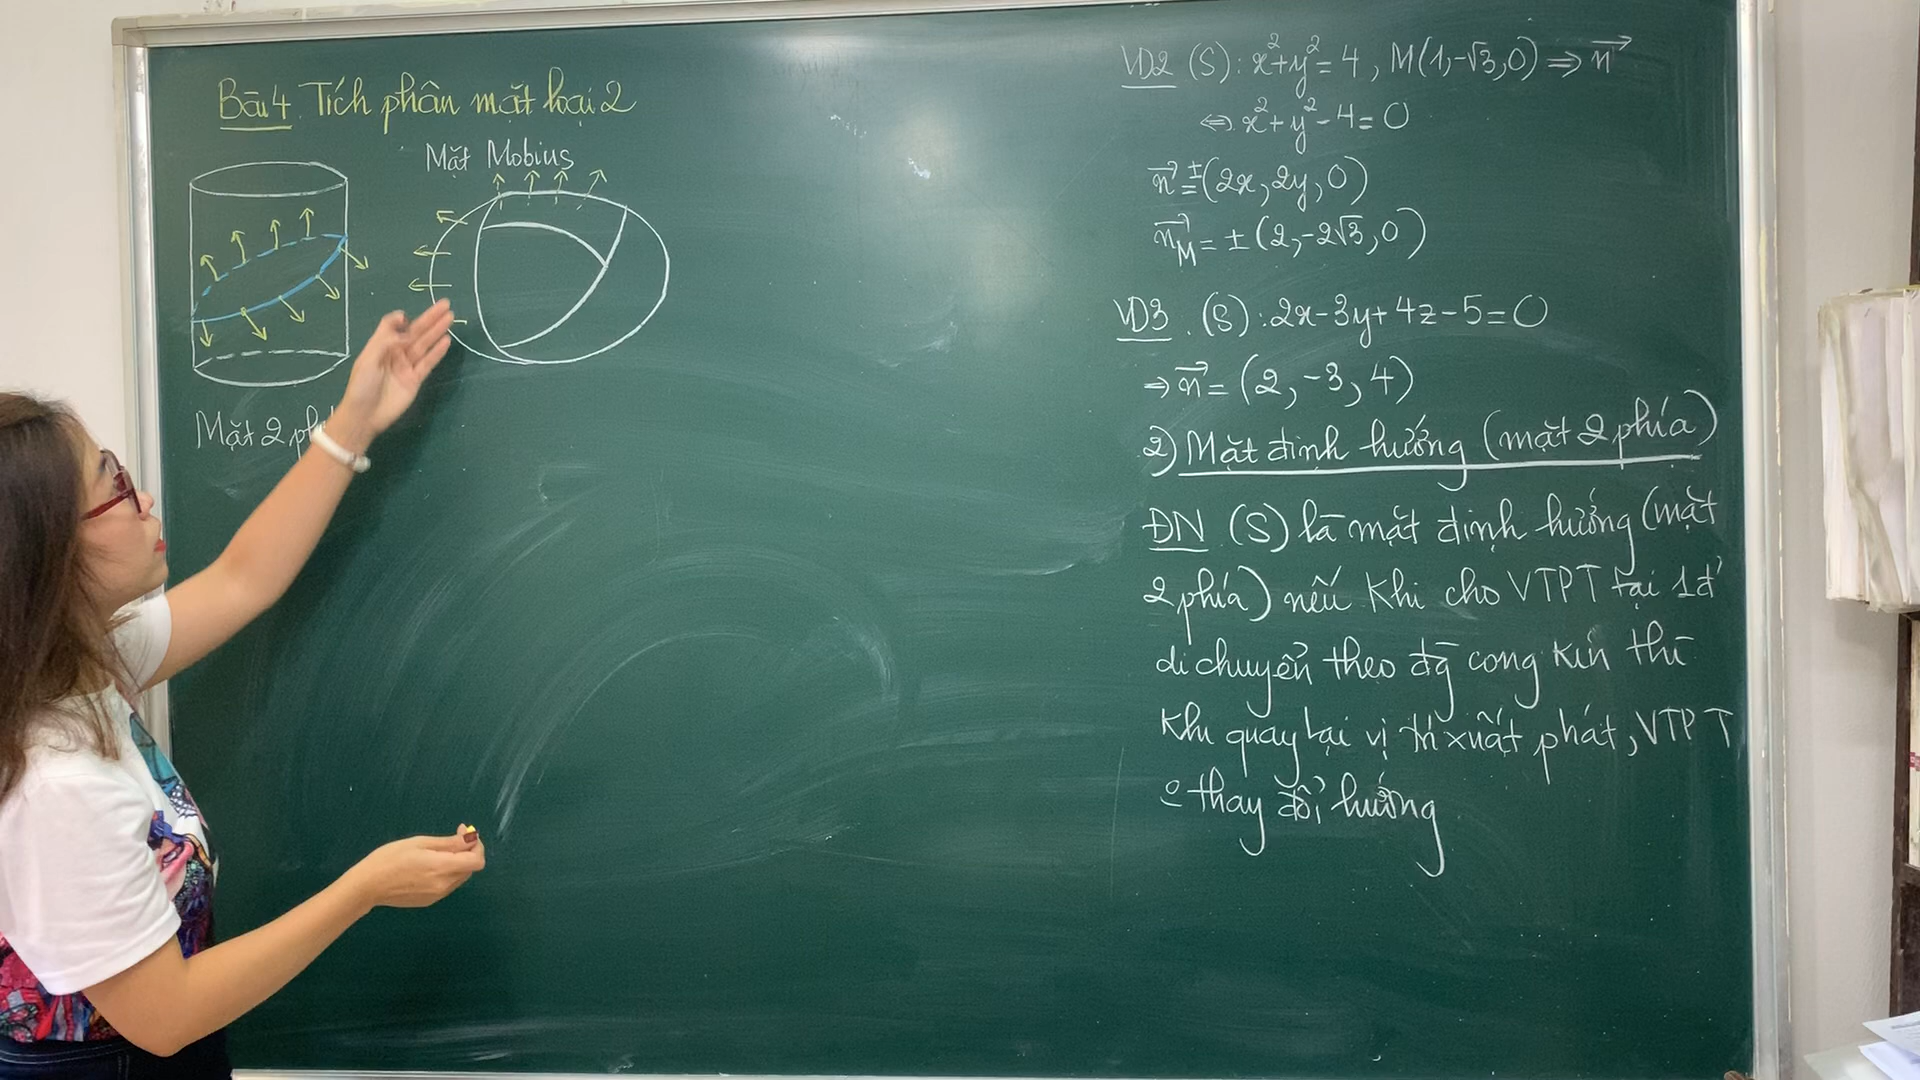 Bài 4. Tích phân mặt loại 2
Mặt Mobius
Mặt 2
VD2 (S): x²+y²=4, M(1,-√3,0) ⇒ n⃗
⇔ x²+y²-4=0
n⃗ = ±(2x, 2y, 0)
n⃗_M = ±(2, -2√3, 0)
VD3. (S): 2x-3y+4z-5=0
⇒ n⃗ = (2, -3, 4)
2) Mặt định hướng (mặt 2 phía)
ĐN (S) là mặt định hướng (mặt
2 phía) nếu khi cho VTPT tại 1 đ'
di chuyển theo đg cong kín thì
khi quay lại vị trí xuất phát, VTPT
o thay đổi hướng